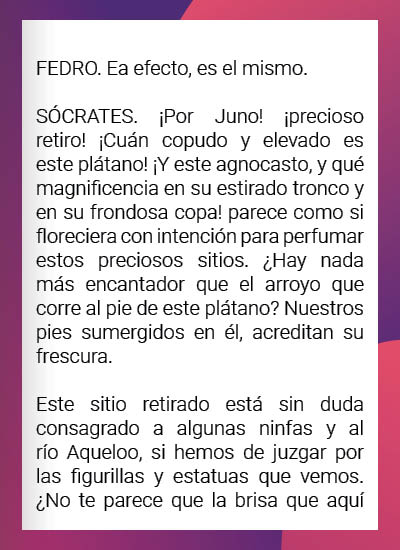 FEDRO. Ea efecto, es el mismo.
SÓCRATES. ¡Por Juno! ¡precioso
retiro! ¡Cuán copudo y elevado es
este plátano! ¡Y este agnocasto, y qué
magnificencia en su estirado tronco y
en su frondosa copa! parece como si
floreciera con intención para perfumar
estos preciosos sitios. ¿Hay nada
más encantador que el arroyo que
corre al pie de este plátano? Nuestros
pies sumergidos en él, acreditan su
frescura.
Este sitio retirado está sin duda
consagrado a algunas ninfas y al
río Aqueloo, si hemos de juzgar por
las figurillas y estatuas que vemos.
¿No te parece que la brisa que aquí